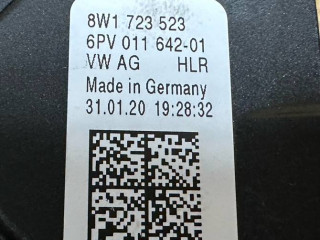 8W1 723 523
6PV 011 642-01
VW AG HLR
Made in Germany
31.01.20 19:28:32